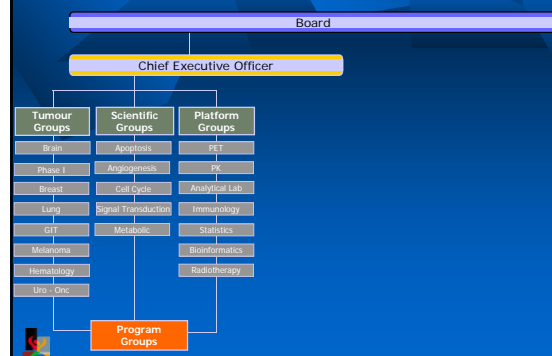 Board
Chief Executive Officer
Tumour
Groups
Brain
Phase I
Breast
Lung
GIT
Melanoma
Hematology
Uro - Onc
Scientific
Groups
Apoptosis
Angiogenesis
Cell Cycle
Signal Transduction
Metabolic
Platform
Groups
PET
PK
Analytical Lab
Immunology
Statistics
Bioinformatics
Radiotherapy
Program
Groups